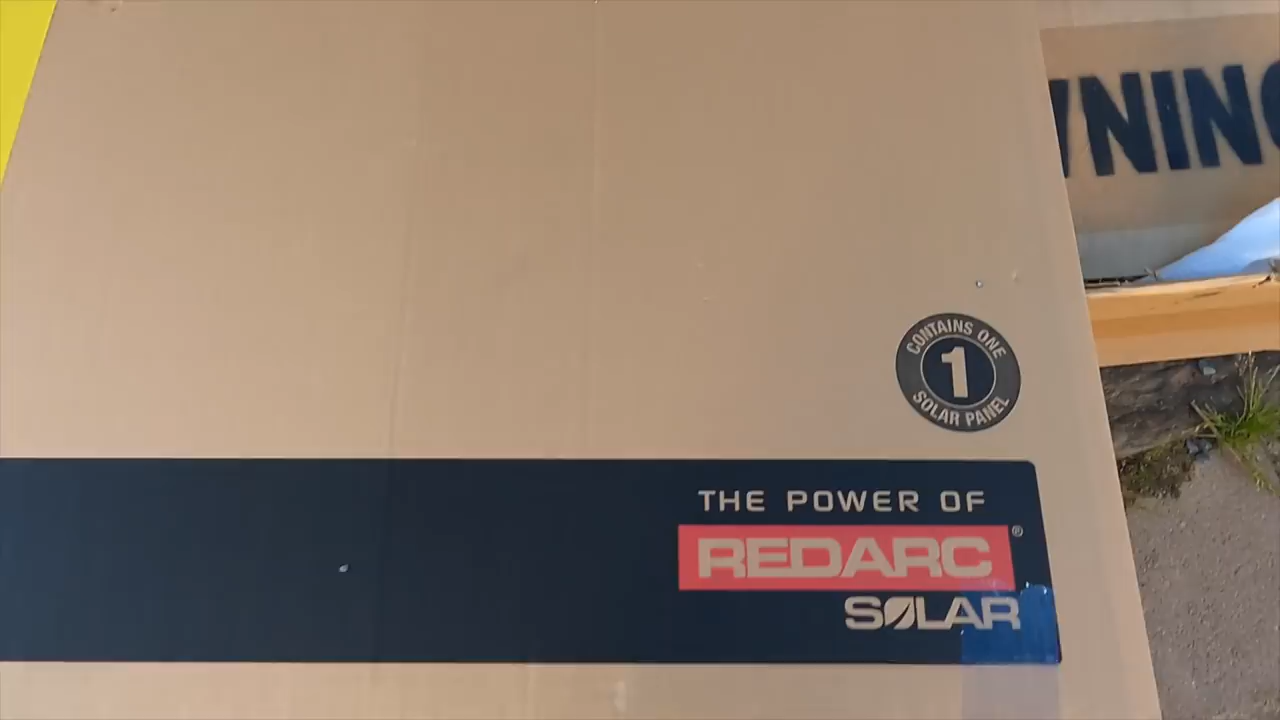 CONTAINS ONE
1
SOLAR PANEL
THE POWER OF
REDARC®
SOLAR